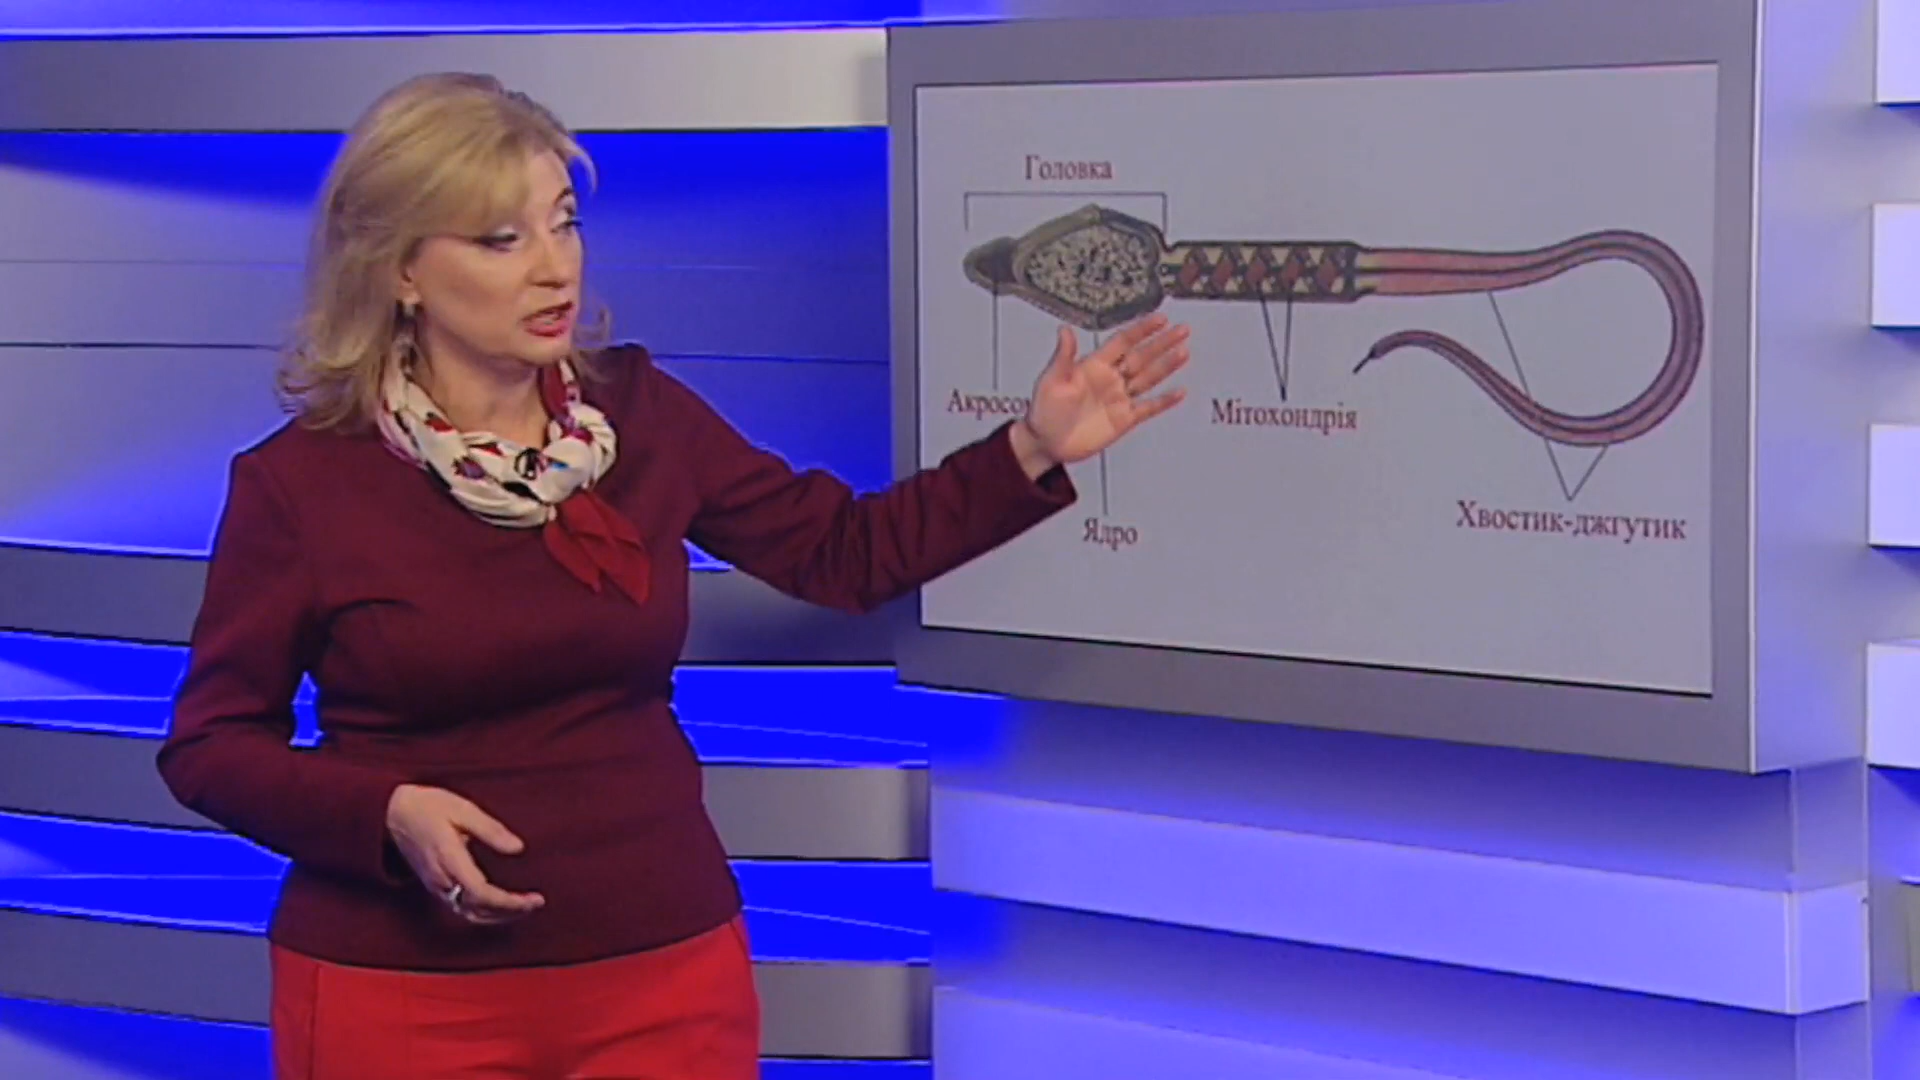 Головка
Мітохондрія
Хвостик-джгутик
Ядро